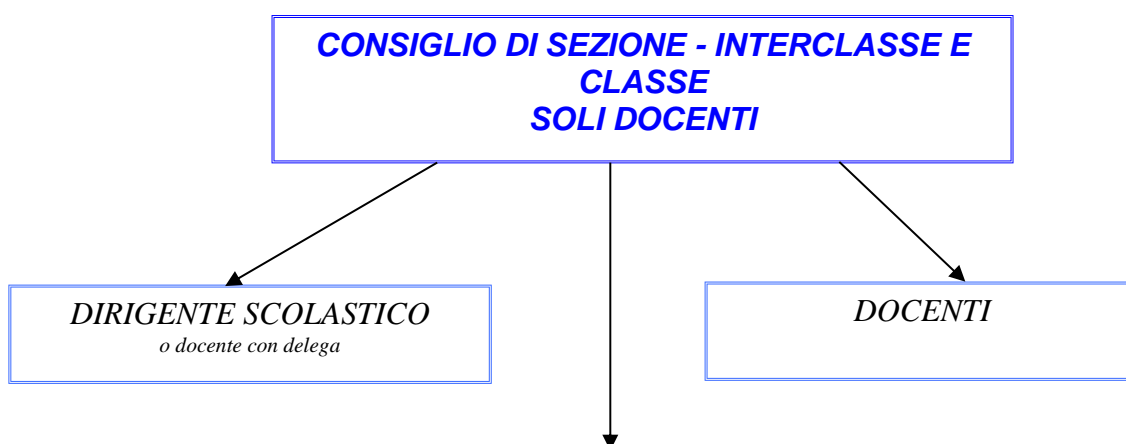 CONSIGLIO DI SEZIONE - INTERCLASSE E
CLASSE
SOLI DOCENTI
DIRIGENTE SCOLASTICO
o docente con delega
DOCENTI